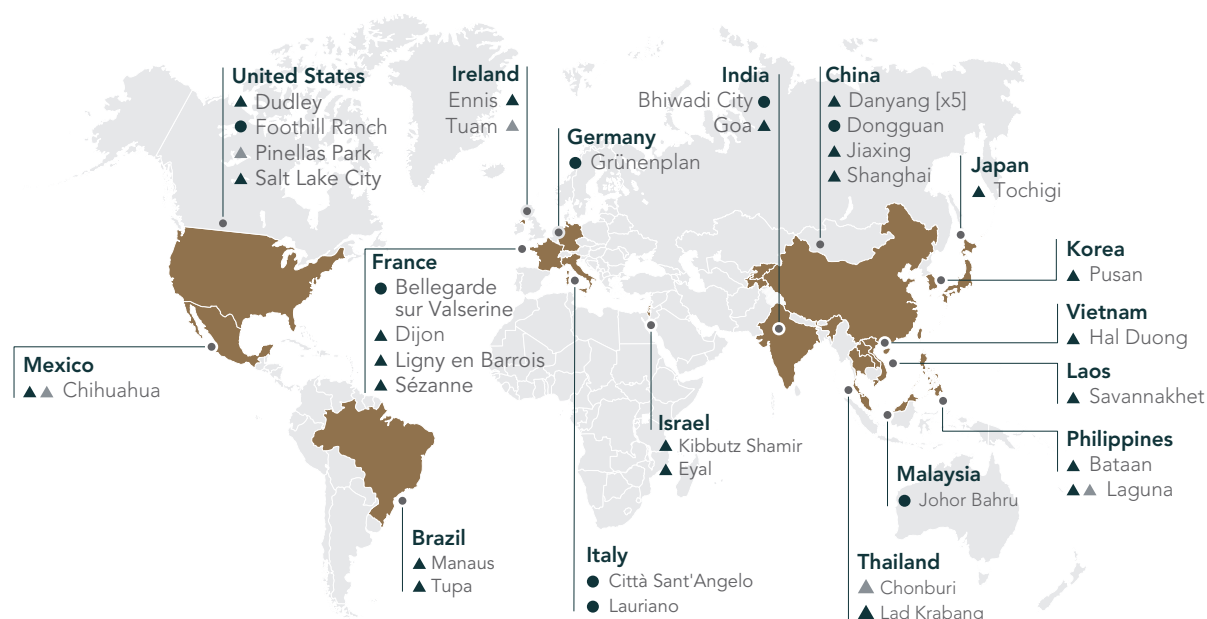 United States
Dudley
Foothill Ranch
Pinellas Park
Salt Lake City
Ireland
Ennis
Tuam
Germany
Grünenplan
India
Bhiwadi City
Goa
China
Danyang [x5]
Dongguan
Jiaxing
Shanghai
Japan
Tochigi
Korea
Pusan
Vietnam
Hal Duong
Laos
Savannakhet
Philippines
Bataan
Laguna
France
Bellegarde
sur Valserine
Dijon
Ligny en Barrois
Sézanne
Mexico
Chihuahua
Israel
Kibbutz Shamir
Eyal
Malaysia
Johor Bahru
Brazil
Manaus
Tupa
Italy
Città Sant'Angelo
Lauriano
Thailand
Chonburi
Lad Krabang